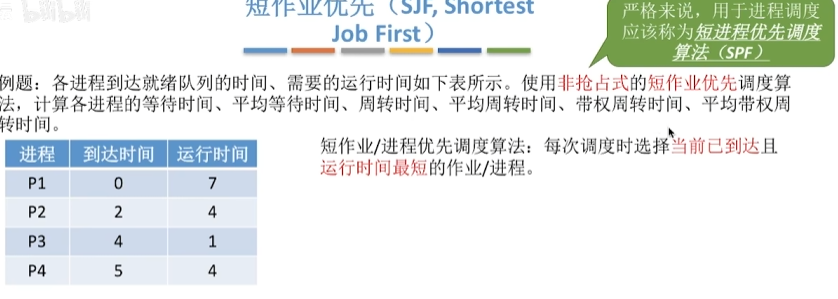 bilibili
短作业优先（SJF, Shortest
Job First）
严格来说，用于进程调度
应该称为短进程优先调度
算法（SPF）
例题：各进程到达就绪队列的时间、需要的运行时间如下表所示。使用非抢占式的短作业优先调度算
法，计算各进程的等待时间、平均等待时间、周转时间、平均周转时间、带权周转时间、平均带权周
转时间。
进程 到达时间 运行时间
P1 0 7
P2 2 4
P3 4 1
P4 5 4
短作业/进程优先调度算法：每次调度时选择当前已到达且
运行时间最短的作业/进程。